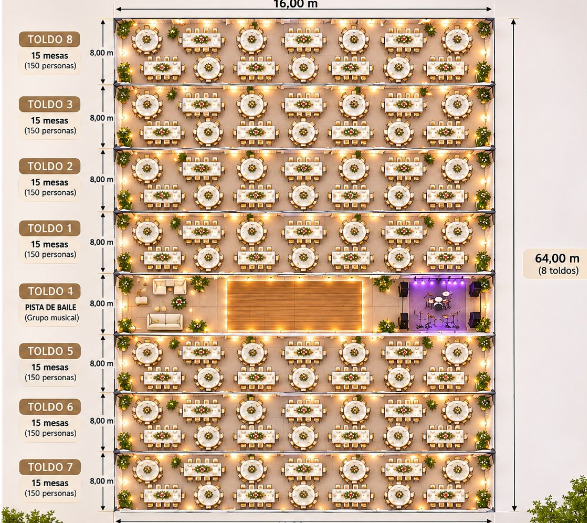 16,00 m
TOLDO 8
15 mesas
(150 personas)
8,00 m
TOLDO 3
15 mesas
(150 personas)
8,00 m
TOLDO 2
15 mesas
(150 personas)
8,00 m
TOLDO 1
15 mesas
(150 personas)
8,00 m
64,00 m
(8 toldos)
TOLDO 4
PISTA DE BAILE
(Grupo musical)
8,00 m
TOLDO 5
15 mesas
(150 personas)
8,00 m
TOLDO 6
15 mesas
(150 personas)
8,00 m
TOLDO 7
15 mesas
(150 personas)
8,00 m